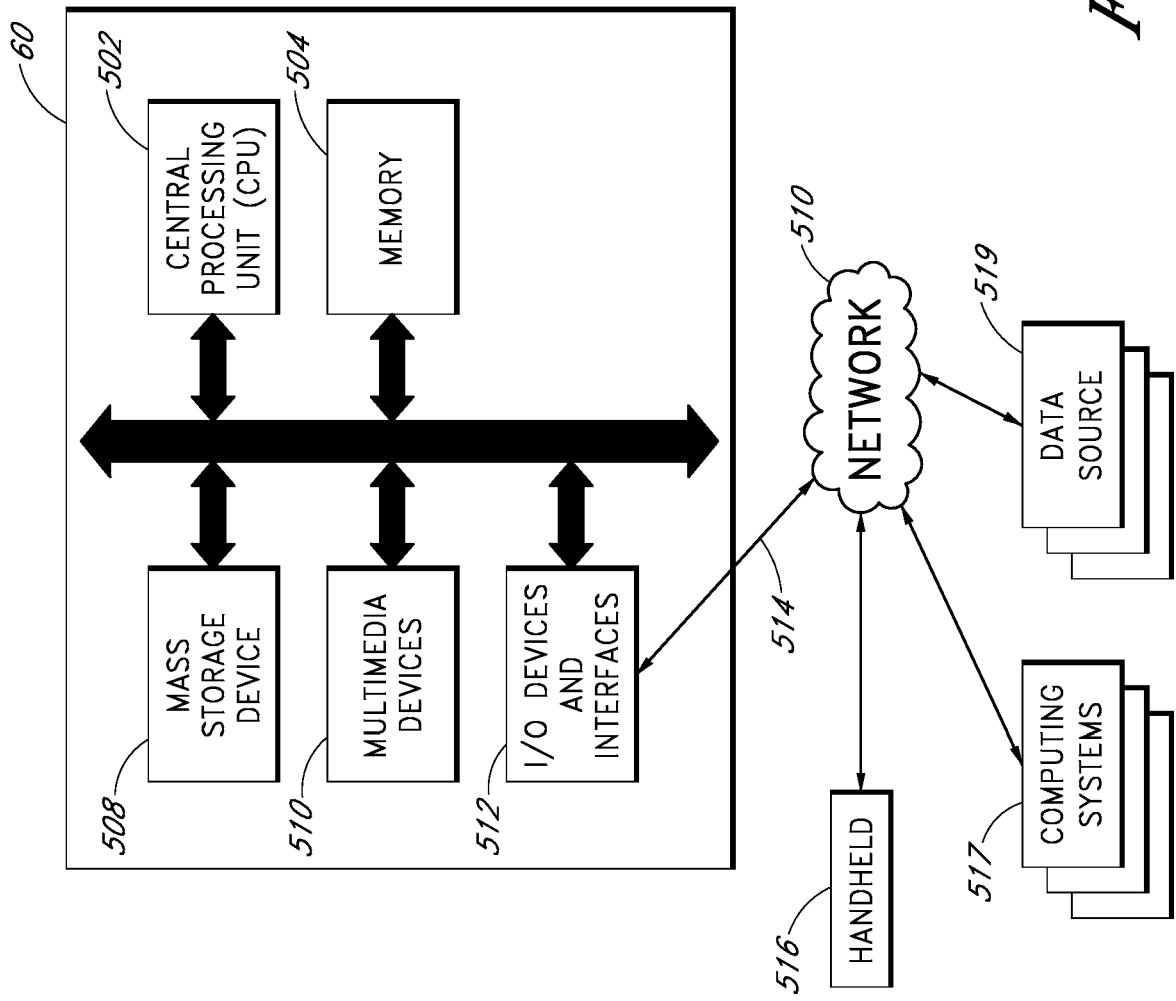 60
508
502
MASS
STORAGE
DEVICE
CENTRAL
PROCESSING
UNIT (CPU)
510
504
MULTIMEDIA
DEVICES
MEMORY
512
I/O DEVICES
AND
INTERFACES
514
510
516
HANDHELD
NETWORK
517
519
COMPUTING
SYSTEMS
DATA
SOURCE